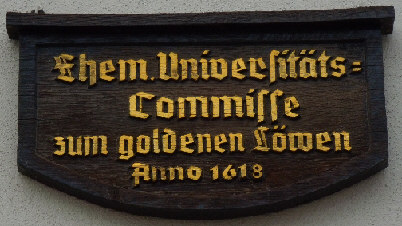 Ehem. Univerſitäts=
Commiſſe
zum goldenen Löwen
Anno 1618